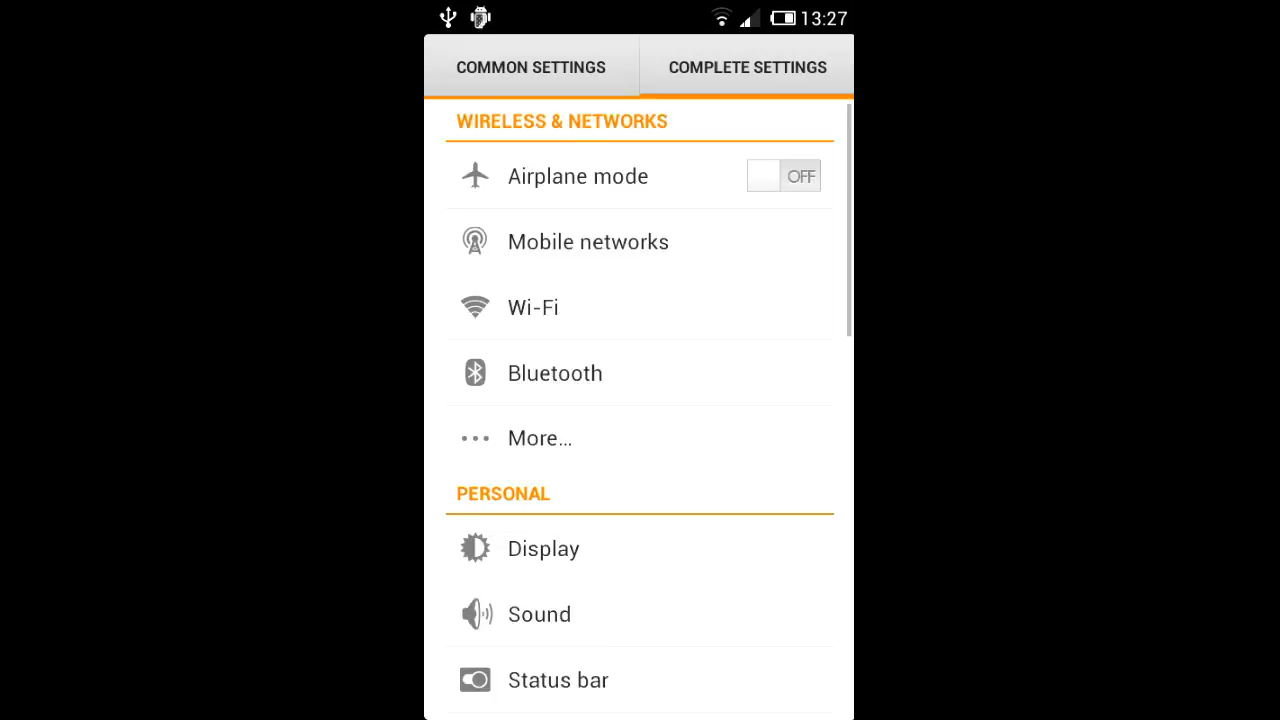 13:27
COMMON SETTINGS
COMPLETE SETTINGS
WIRELESS & NETWORKS
Airplane mode
OFF
Mobile networks
Wi-Fi
Bluetooth
More...
PERSONAL
Display
Sound
Status bar